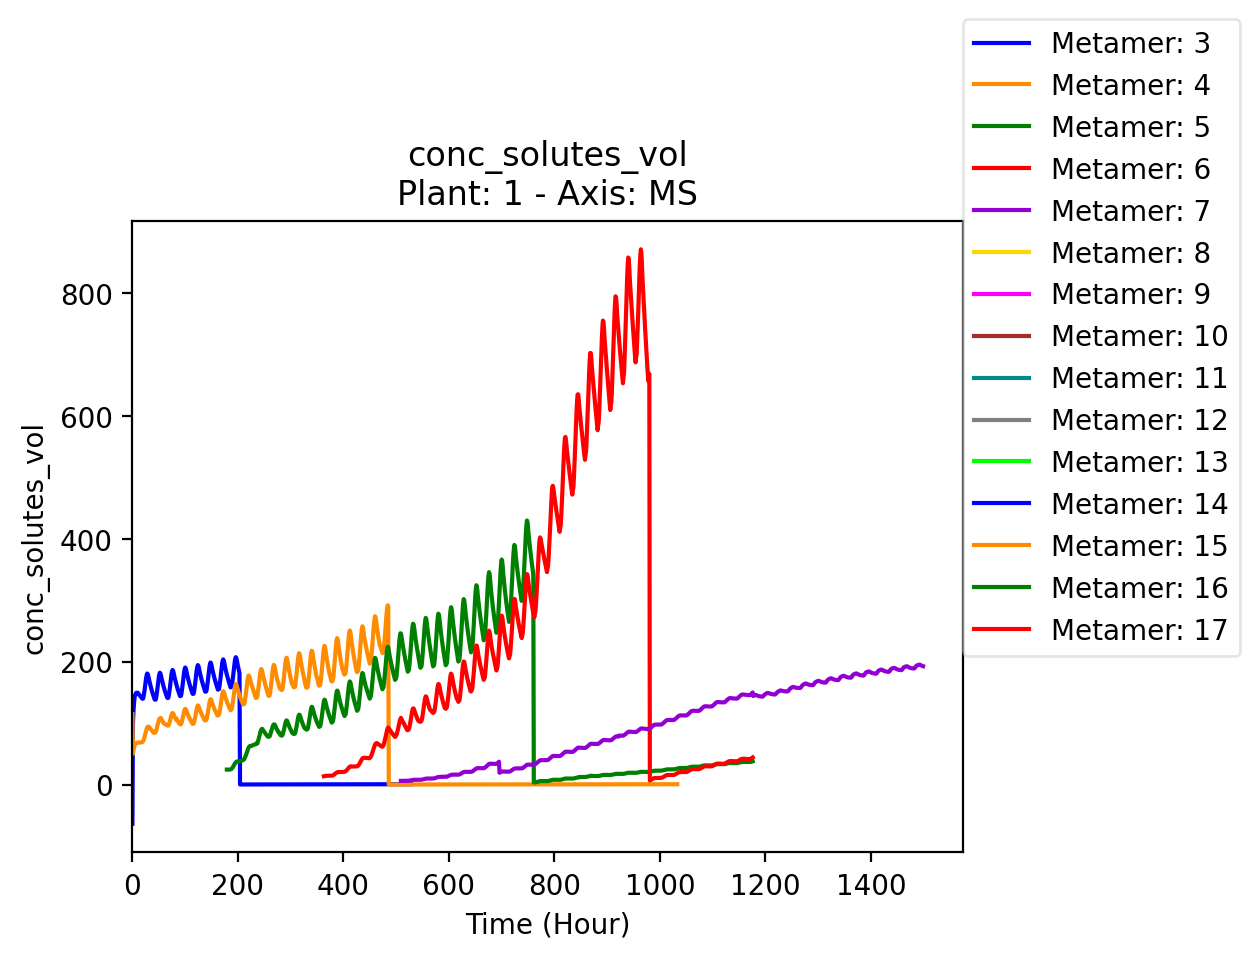 conc_solutes_vol
Plant: 1 - Axis: MS
conc_solutes_vol
800
600
400
200
0
0 200 400 600 800 1000 1200 1400
Time (Hour)
Metamer: 3
Metamer: 4
Metamer: 5
Metamer: 6
Metamer: 7
Metamer: 8
Metamer: 9
Metamer: 10
Metamer: 11
Metamer: 12
Metamer: 13
Metamer: 14
Metamer: 15
Metamer: 16
Metamer: 17